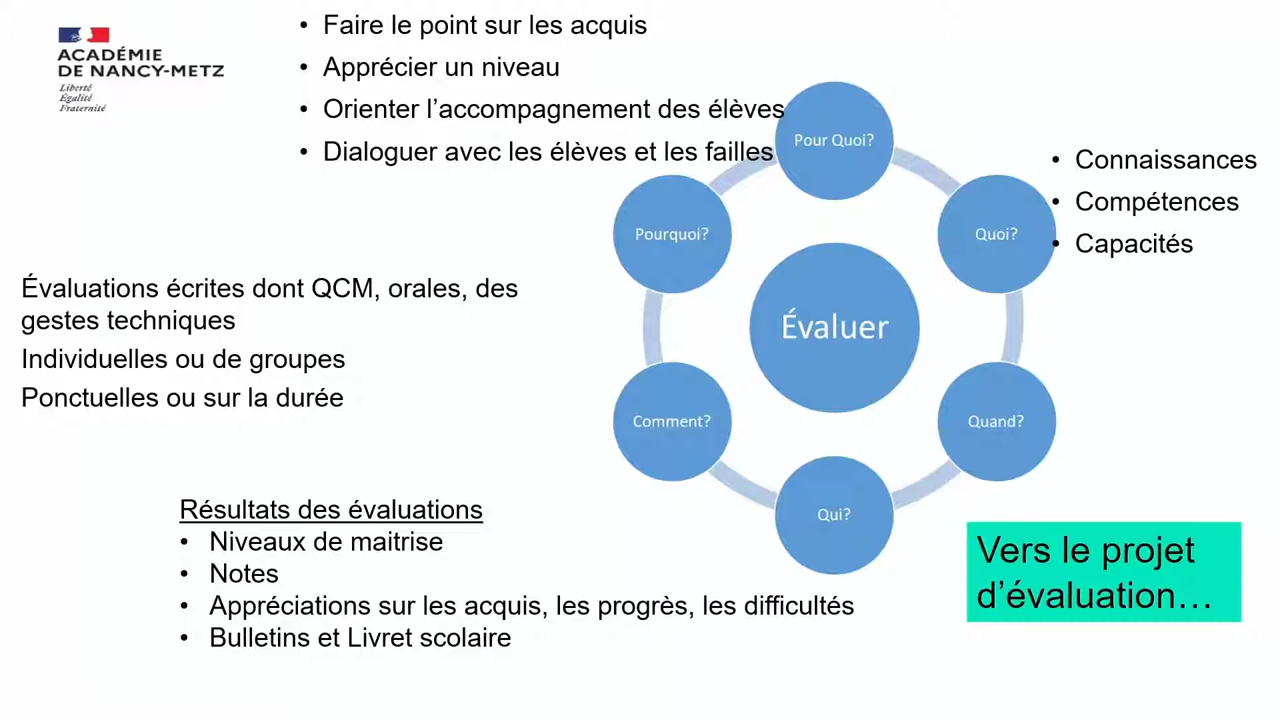 ACADÉMIE
DE NANCY-METZ
Liberté
Égalité
Fraternité
• Faire le point sur les acquis
• Apprécier un niveau
• Orienter l’accompagnement des élèves
• Dialoguer avec les élèves et les failles
Pour Quoi?
• Connaissances
• Compétences
• Capacités
Pourquoi?
Quoi?
Évaluer
Évaluations écrites dont QCM, orales, des
gestes techniques
Individuelles ou de groupes
Ponctuelles ou sur la durée
Comment?
Quand?
Qui?
Résultats des évaluations
• Niveaux de maitrise
• Notes
• Appréciations sur les acquis, les progrès, les difficultés
• Bulletins et Livret scolaire
Vers le projet
d’évaluation…